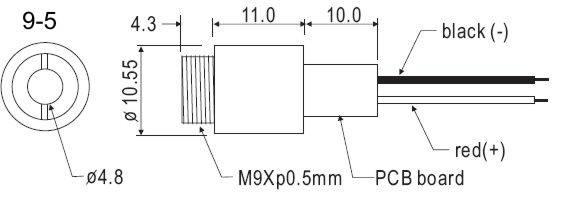 9-5
4.3
11.0
10.0
black (-)
ø 10.55
red(+)
ø4.8
M9Xp0.5mm
PCB board